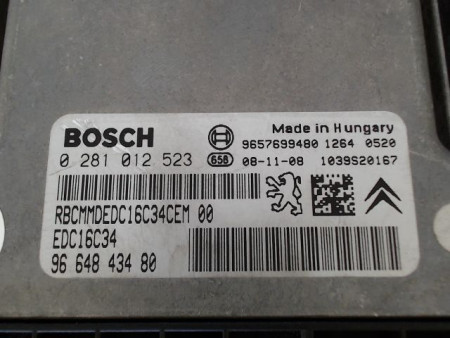 BOSCH Made in Hungary
9657699480 1264 0520
0 281 012 523 658 08-11-08 1039S20167
RBCMMDEDC16C34CEM 00
EDC16C34
96 648 434 80